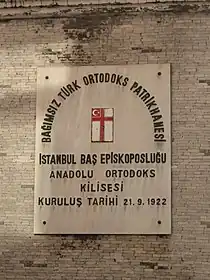 BAĞIMSIZ TÜRK ORTODOKS PATRİKHANESİ
İSTANBUL BAŞ EPİSKOPOSLUĞU
ANADOLU ORTODOKS
KİLİSESİ
KURULUŞ TARİHİ 21.9.1922